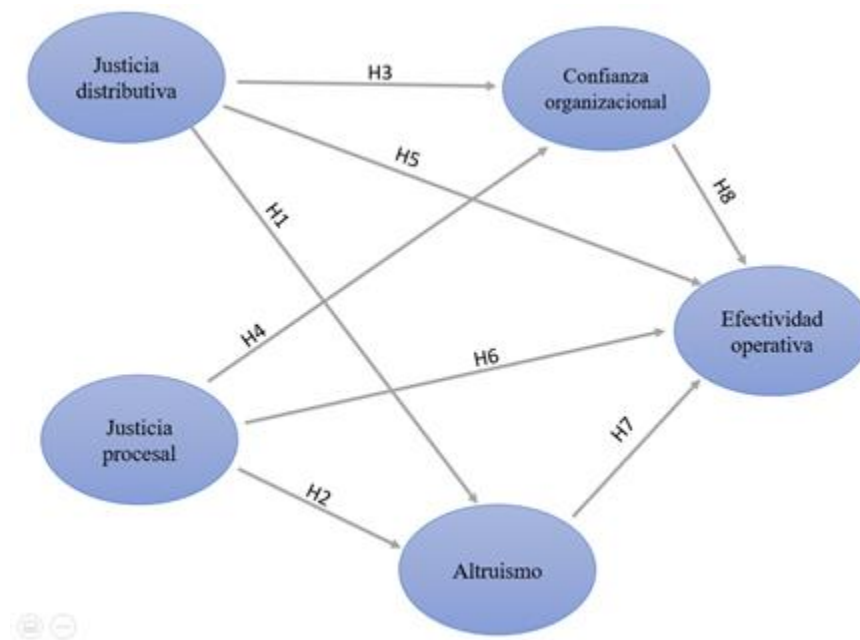 Justicia
distributiva
H3
Confianza
organizacional
H5
H8
H1
H4
Efectividad
operativa
H6
Justicia
procesal
H7
H2
Altruismo